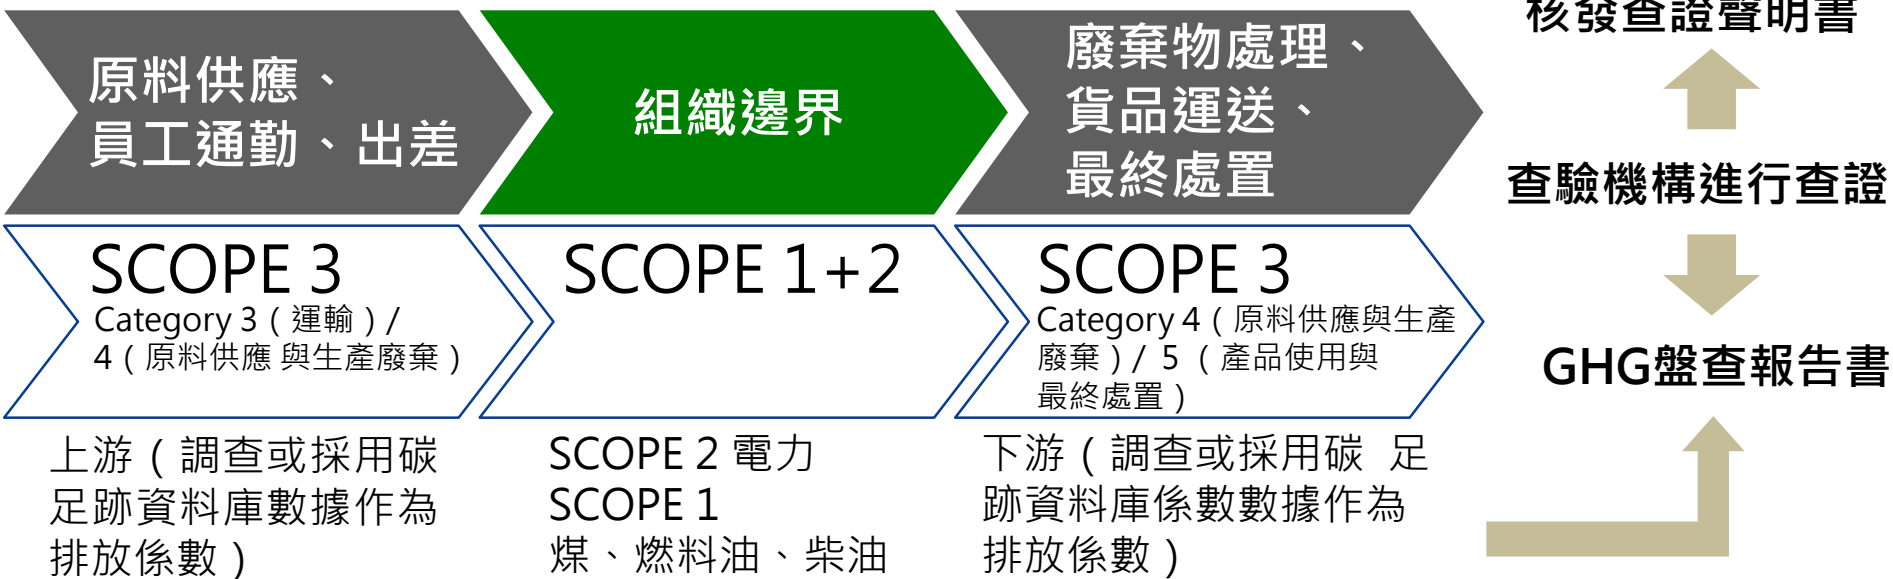 原料供應、
員工通勤、出差
組織邊界
廢棄物處理、
貨品運送、
最終處置
SCOPE 3
Category 3（運輸）/
4（原料供應 與生產廢棄）
SCOPE 1+2
SCOPE 3
Category 4（原料供應與生產
廢棄）/ 5 （產品使用與
最終處置）
上游（調查或採用碳
足跡資料庫數據作為
排放係數）
SCOPE 2 電力
SCOPE 1
煤、燃料油、柴油
下游（調查或採用碳 足
跡資料庫係數數據作為
排放係數）
核發查證聲明書
查驗機構進行查證
GHG盤查報告書